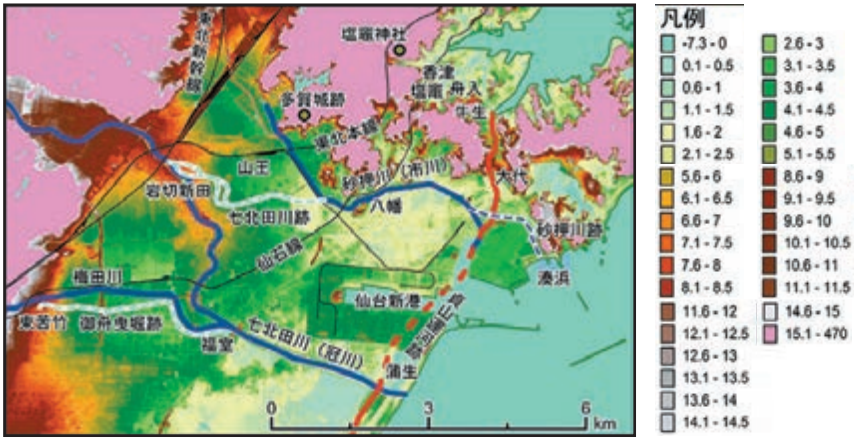 東北新幹線
塩竈神社
香津
塩竈 舟入
牛生
多賀城跡
東北本線
山王
大代
岩切新田
砂押川（市川）
八幡
七北田川跡
砂押川跡
仙石線
湊浜
梅田川
仙台新港
東苦竹
御舟曳堀跡
七北田川（冠川）
福室
蒲生
0 3 6
km
凡例
-7.3 - 0
0.1 - 0.5
0.6 - 1
1.1 - 1.5
1.6 - 2
2.1 - 2.5
5.6 - 6
6.1 - 6.5
6.6 - 7
7.1 - 7.5
7.6 - 8
8.1 - 8.5
11.6 - 12
12.1 - 12.5
12.6 - 13
13.1 - 13.5
13.6 - 14
14.1 - 14.5
2.6 - 3
3.1 - 3.5
3.6 - 4
4.1 - 4.5
4.6 - 5
5.1 - 5.5
8.6 - 9
9.1 - 9.5
9.6 - 10
10.1 - 10.5
10.6 - 11
11.1 - 11.5
14.6 - 15
15.1 - 470